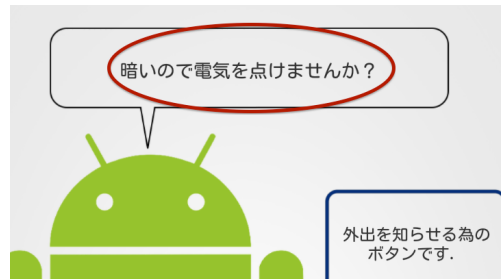 暗いので電気を点けませんか？
外出を知らせる為の
ボタンです.